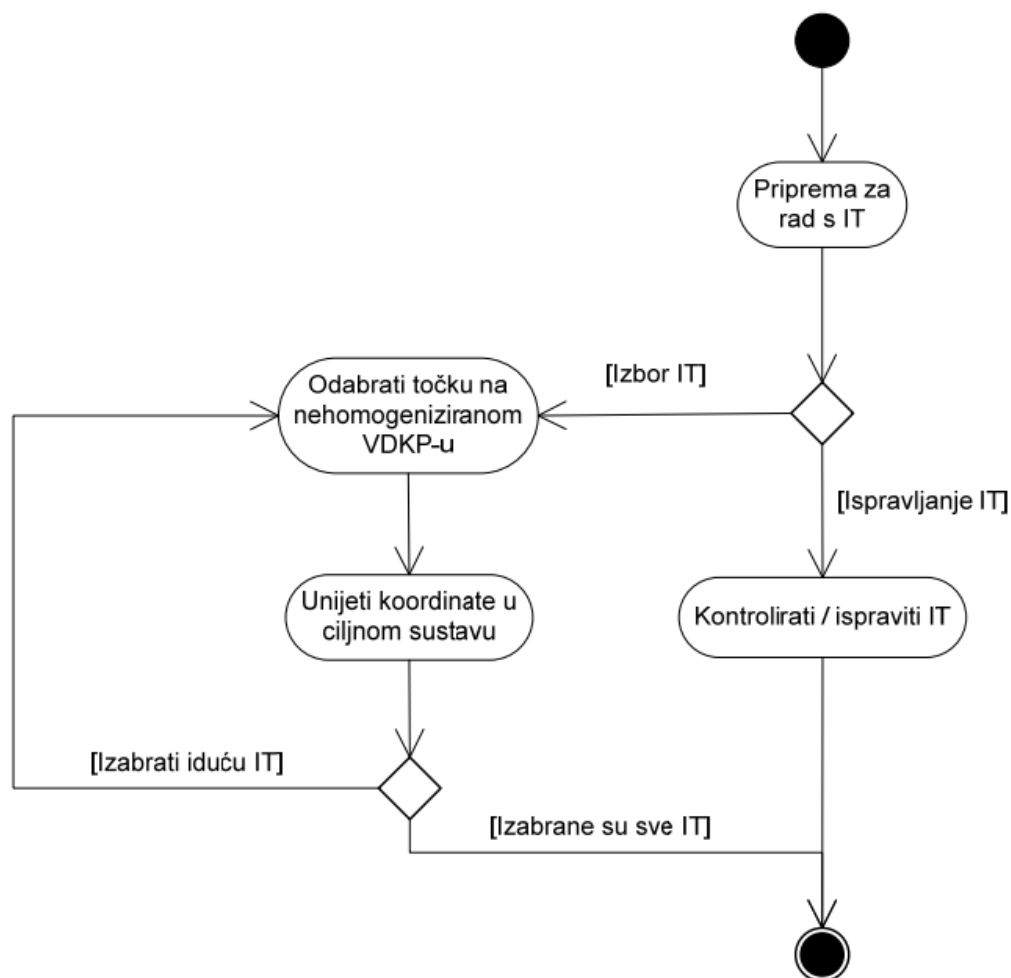 Priprema za
rad s IT
[Izbor IT]
Odabrati točku na
nehomogeniziranom
VDKP-u
[Ispravljanje IT]
Unijeti koordinate u
ciljnom sustavu
Kontrolirati / ispraviti IT
[Izabrati iduću IT]
[Izabrane su sve IT]